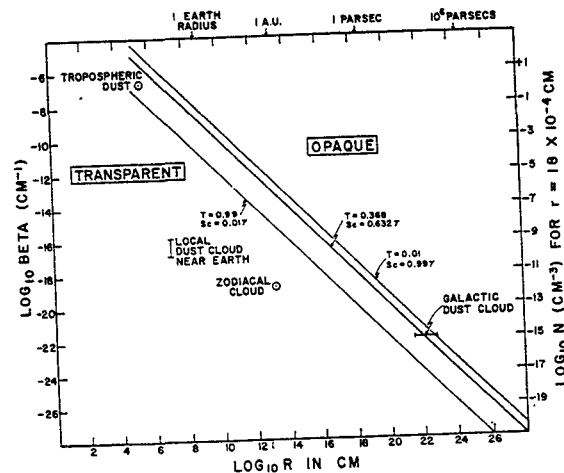 1 EARTH RADIUS
1 A.U.
1 PARSEC
10⁶ PARSECS
TROPOSPHERIC DUST
OPAQUE
TRANSPARENT
T=0.99
Sc=0.017
T=0.368
Sc=0.6327
T=0.01
Sc=0.997
LOCAL
DUST CLOUD
NEAR EARTH
ZODIACAL
CLOUD
GALACTIC
DUST CLOUD
LOG₁₀ BETA (CM⁻¹)
-6
-8
-10
-12
-14
-16
-18
-20
-22
-24
-26
LOG₁₀ N (CM⁻³) FOR r = 18 X 10⁻⁴ CM
+1
-1
-3
-5
-7
-9
-11
-13
-15
-17
-19
2 4 6 8 10 12 14 16 18 20 22 24 26
LOG₁₀ R IN CM